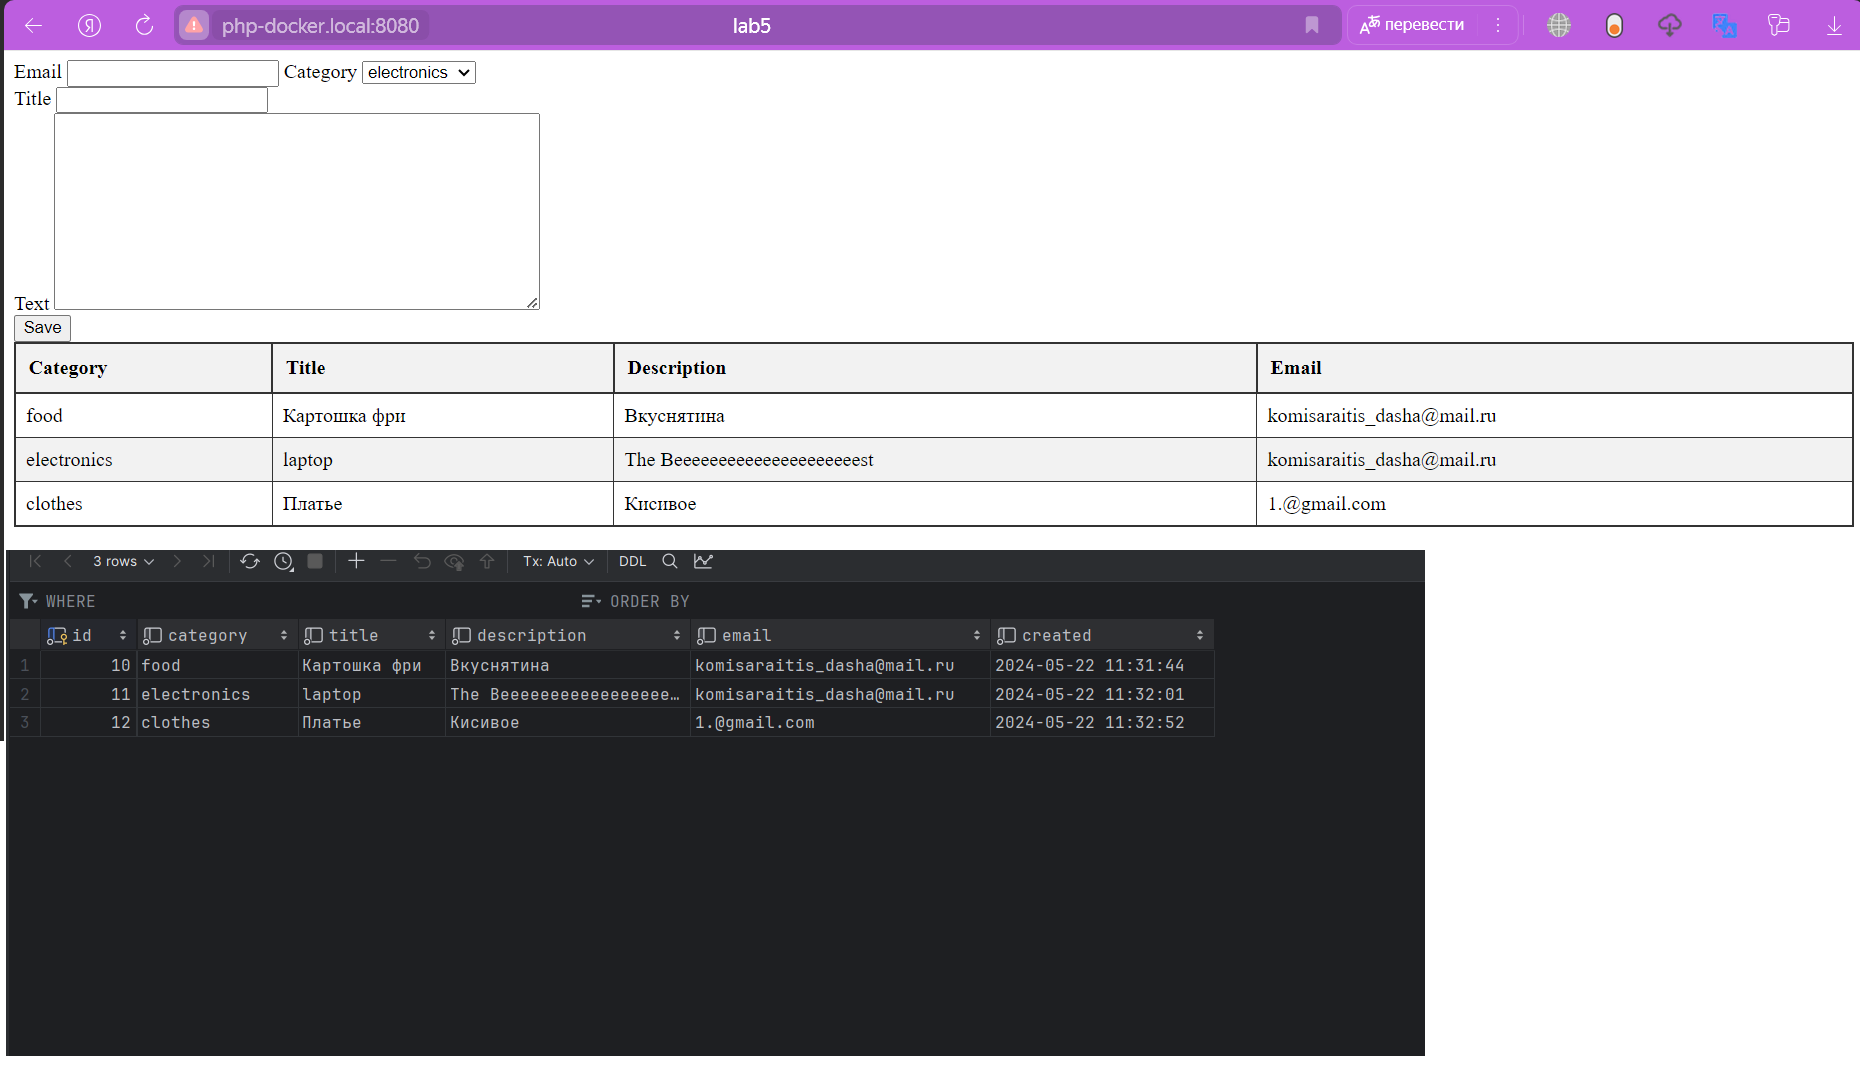 Я php-docker.local:8080 lab5 перевести
Email Category electronics
Title
Text
Save
Category Title Description Email
food Картошка фри Вкуснятина komisaraitis_dasha@mail.ru
electronics laptop The Beeeeeeeeeeeeeeeeeeeeest komisaraitis_dasha@mail.ru
clothes Платье Кисивое 1.@gmail.com
3 rows Tx: Auto DDL
WHERE ORDER BY
id category title description email created
1 10 food Картошка фри Вкуснятина komisaraitis_dasha@mail.ru 2024-05-22 11:31:44
2 11 electronics laptop The Beeeeeeeeeeeeeeeee… komisaraitis_dasha@mail.ru 2024-05-22 11:32:01
3 12 clothes Платье Кисивое 1.@gmail.com 2024-05-22 11:32:52